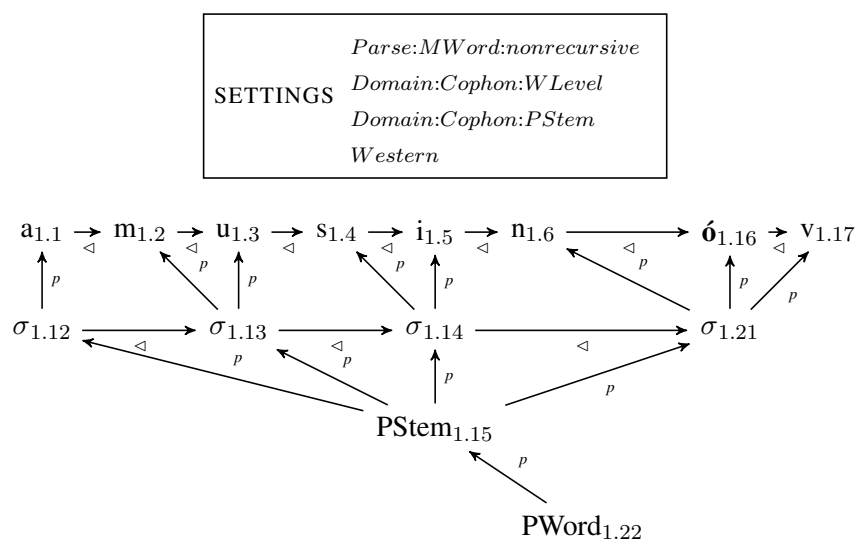 Parse:MWord:nonrecursive
SETTINGS Domain:Cophon:WLevel
Domain:Cophon:PStem
Western
a1.1 ◁ m1.2 ◁ u1.3 ◁ s1.4 ◁ i1.5 ◁ n1.6 ◁ ó1.16 ◁ v1.17
p p p p p p p p
σ1.12 ◁ σ1.13 ◁ σ1.14 ◁ σ1.21
p p p p
PStem1.15
p
PWord1.22